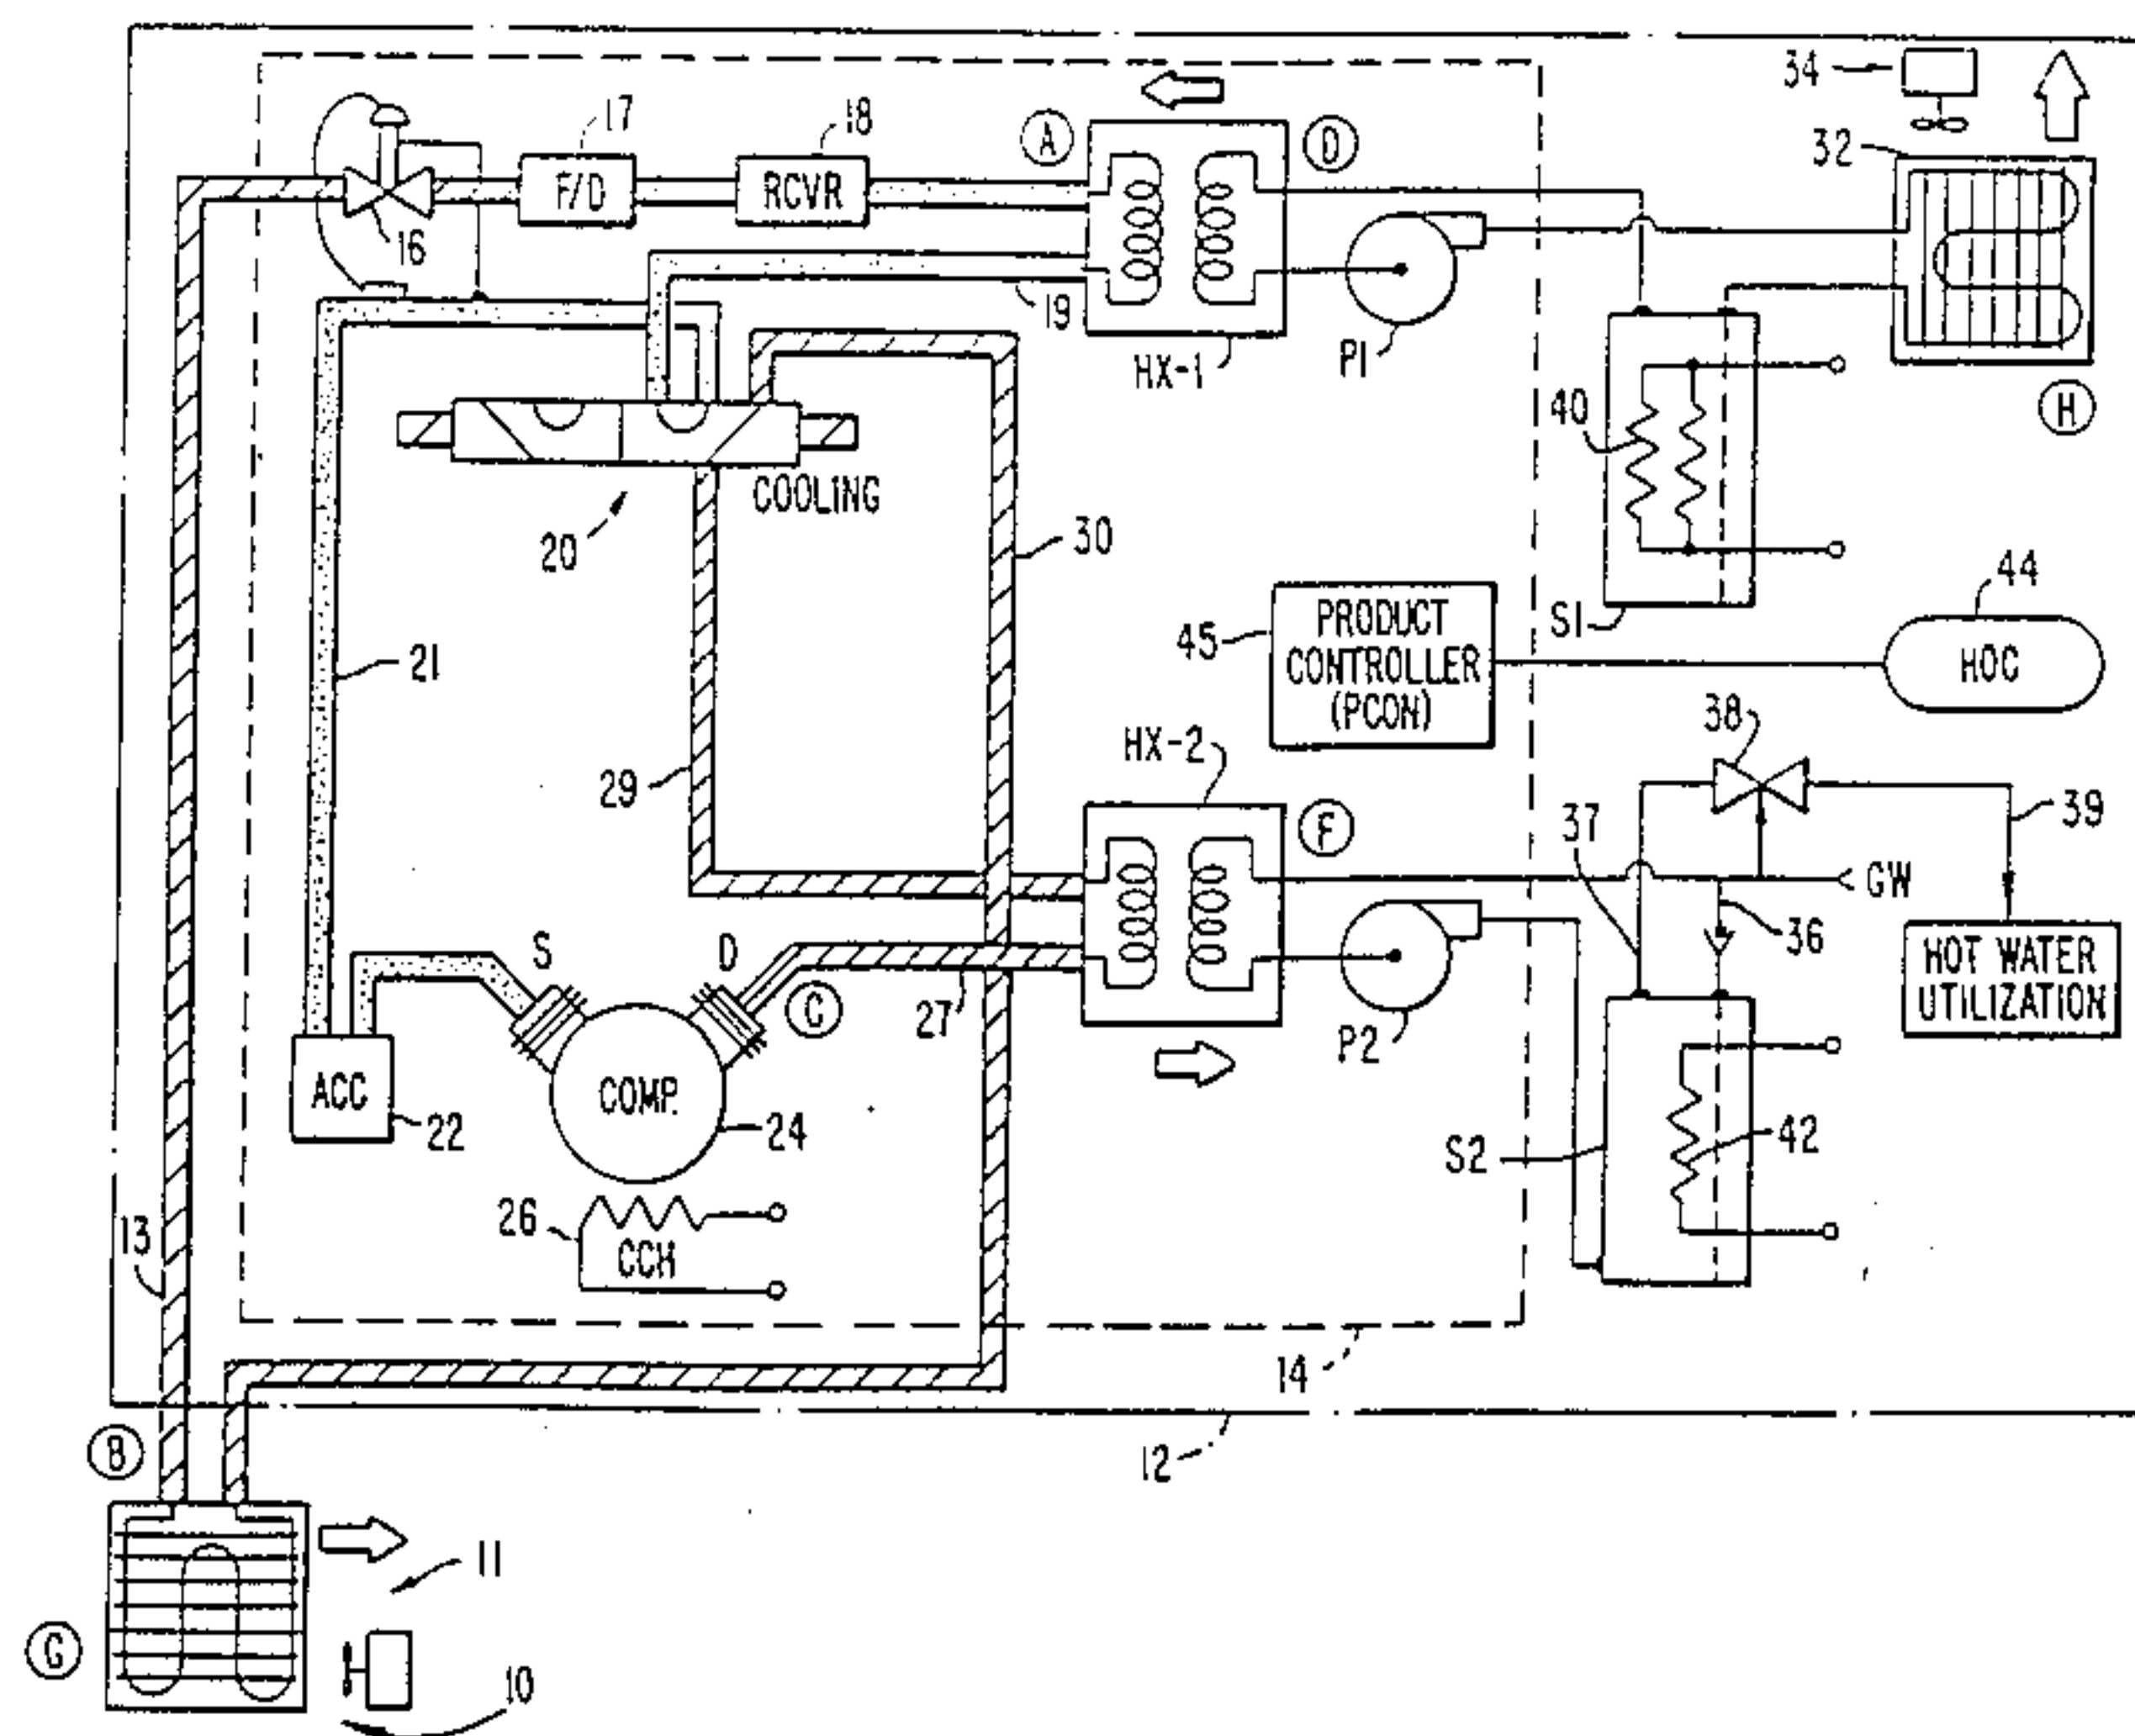 34
32
17
18
A
D
F/D
RCVR
16
19
HX-1
P1
H
40
COOLING
20
30
S1
44
HOC
45
PRODUCT
CONTROLLER
(PCON)
21
29
HX-2
F
38
37
39
GW
36
HOT WATER
UTILIZATION
S
D
C
27
P2
ACC
22
COMP.
24
S2
42
26
CCH
13
14
12
B
11
G
10